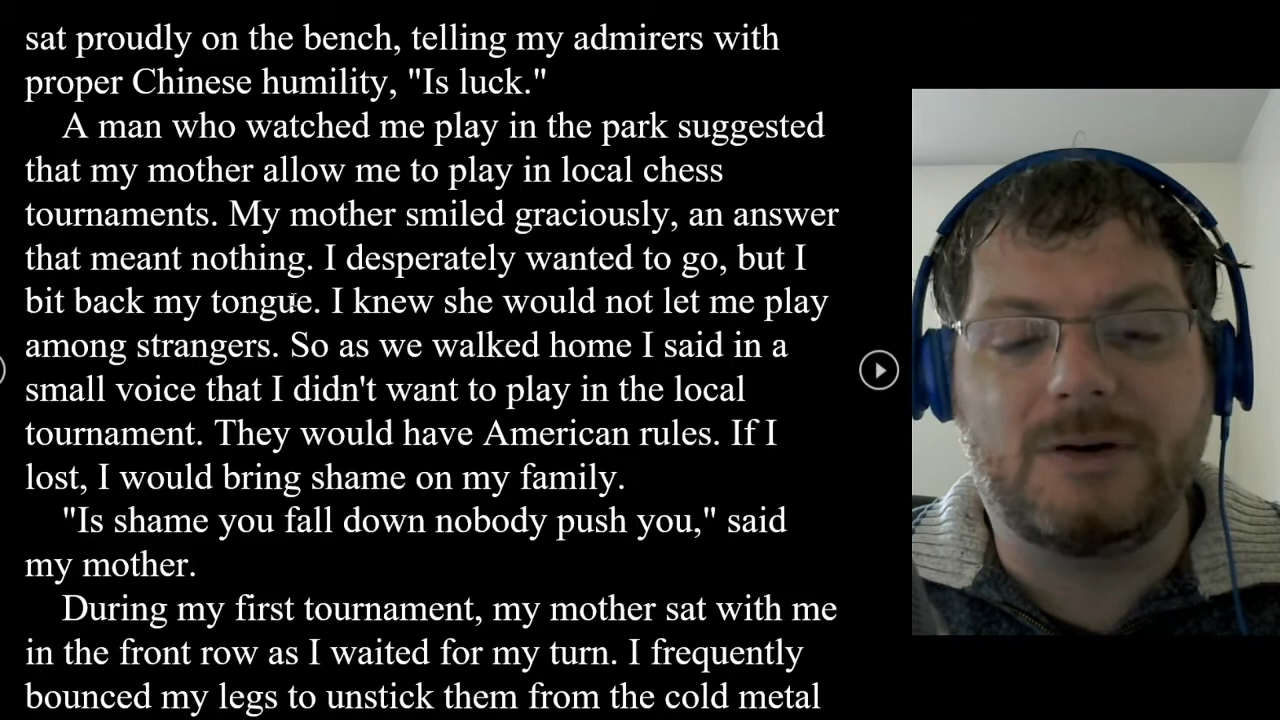 sat proudly on the bench, telling my admirers with
proper Chinese humility, "Is luck."
A man who watched me play in the park suggested
that my mother allow me to play in local chess
tournaments. My mother smiled graciously, an answer
that meant nothing. I desperately wanted to go, but I
bit back my tongue. I knew she would not let me play
among strangers. So as we walked home I said in a
small voice that I didn't want to play in the local
tournament. They would have American rules. If I
lost, I would bring shame on my family.
"Is shame you fall down nobody push you," said
my mother.
During my first tournament, my mother sat with me
in the front row as I waited for my turn. I frequently
bounced my legs to unstick them from the cold metal